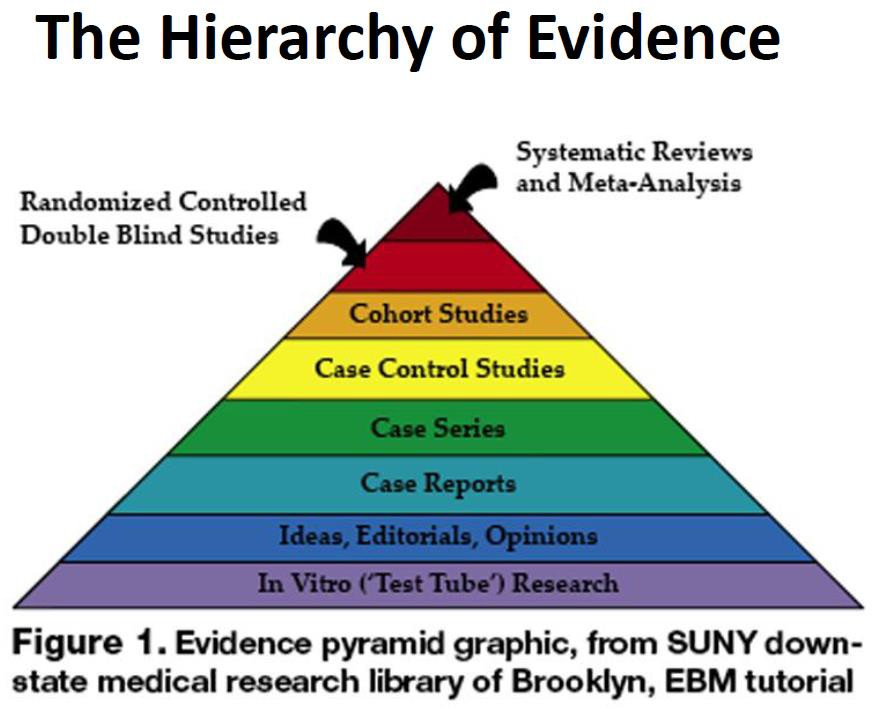 The Hierarchy of Evidence
Systematic Reviews
and Meta-Analysis
Randomized Controlled
Double Blind Studies
Cohort Studies
Case Control Studies
Case Series
Case Reports
Ideas, Editorials, Opinions
In Vitro (‘Test Tube’) Research
Figure 1. Evidence pyramid graphic, from SUNY down-
state medical research library of Brooklyn, EBM tutorial